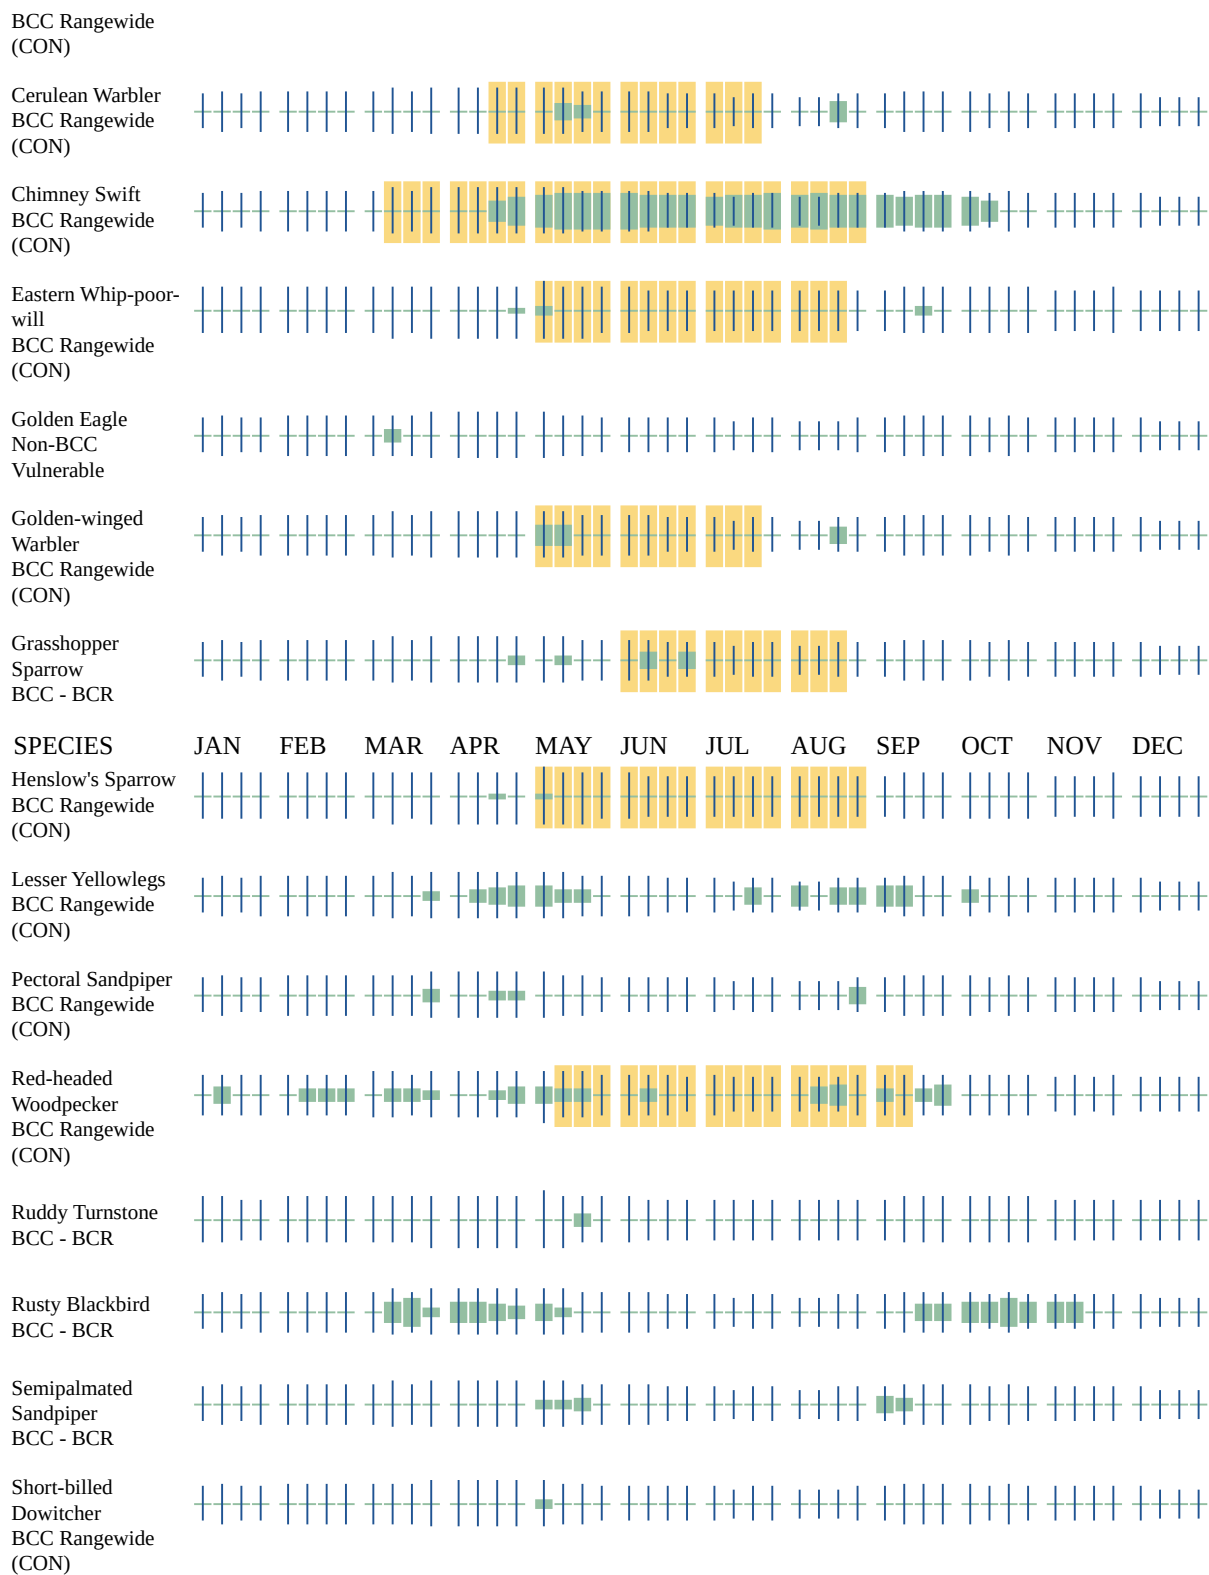 BCC Rangewide
(CON)
Cerulean Warbler
BCC Rangewide
(CON)
Chimney Swift
BCC Rangewide
(CON)
Eastern Whip-poor-
will
BCC Rangewide
(CON)
Golden Eagle
Non-BCC
Vulnerable
Golden-winged
Warbler
BCC Rangewide
(CON)
Grasshopper
Sparrow
BCC - BCR
SPECIES JAN FEB MAR APR MAY JUN JUL AUG SEP OCT NOV DEC
Henslow's Sparrow
BCC Rangewide
(CON)
Lesser Yellowlegs
BCC Rangewide
(CON)
Pectoral Sandpiper
BCC Rangewide
(CON)
Red-headed
Woodpecker
BCC Rangewide
(CON)
Ruddy Turnstone
BCC - BCR
Rusty Blackbird
BCC - BCR
Semipalmated
Sandpiper
BCC - BCR
Short-billed
Dowitcher
BCC Rangewide
(CON)